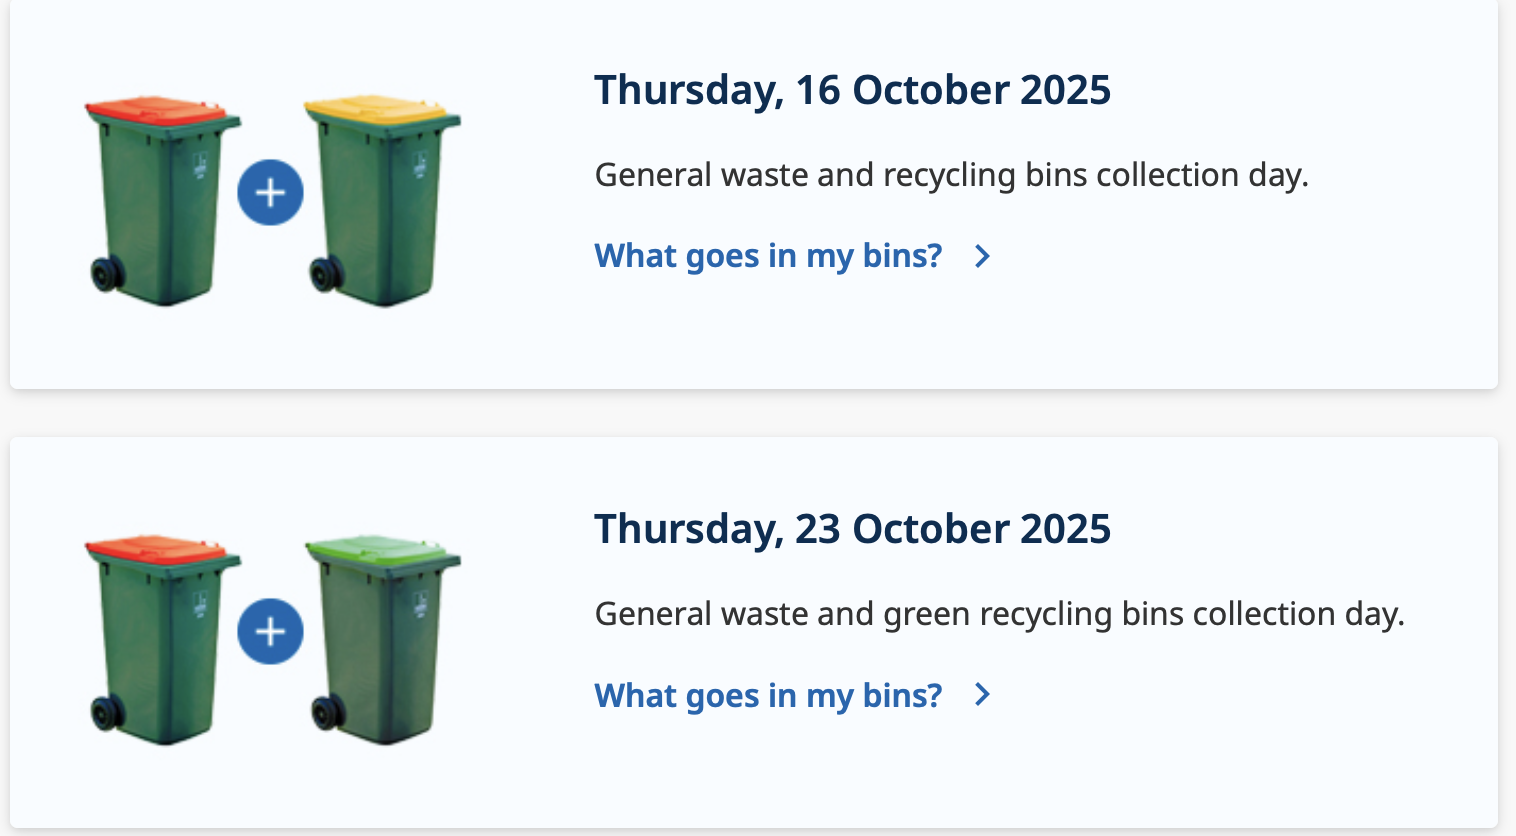 Thursday, 16 October 2025
General waste and recycling bins collection day.
What goes in my bins?
Thursday, 23 October 2025
General waste and green recycling bins collection day.
What goes in my bins?